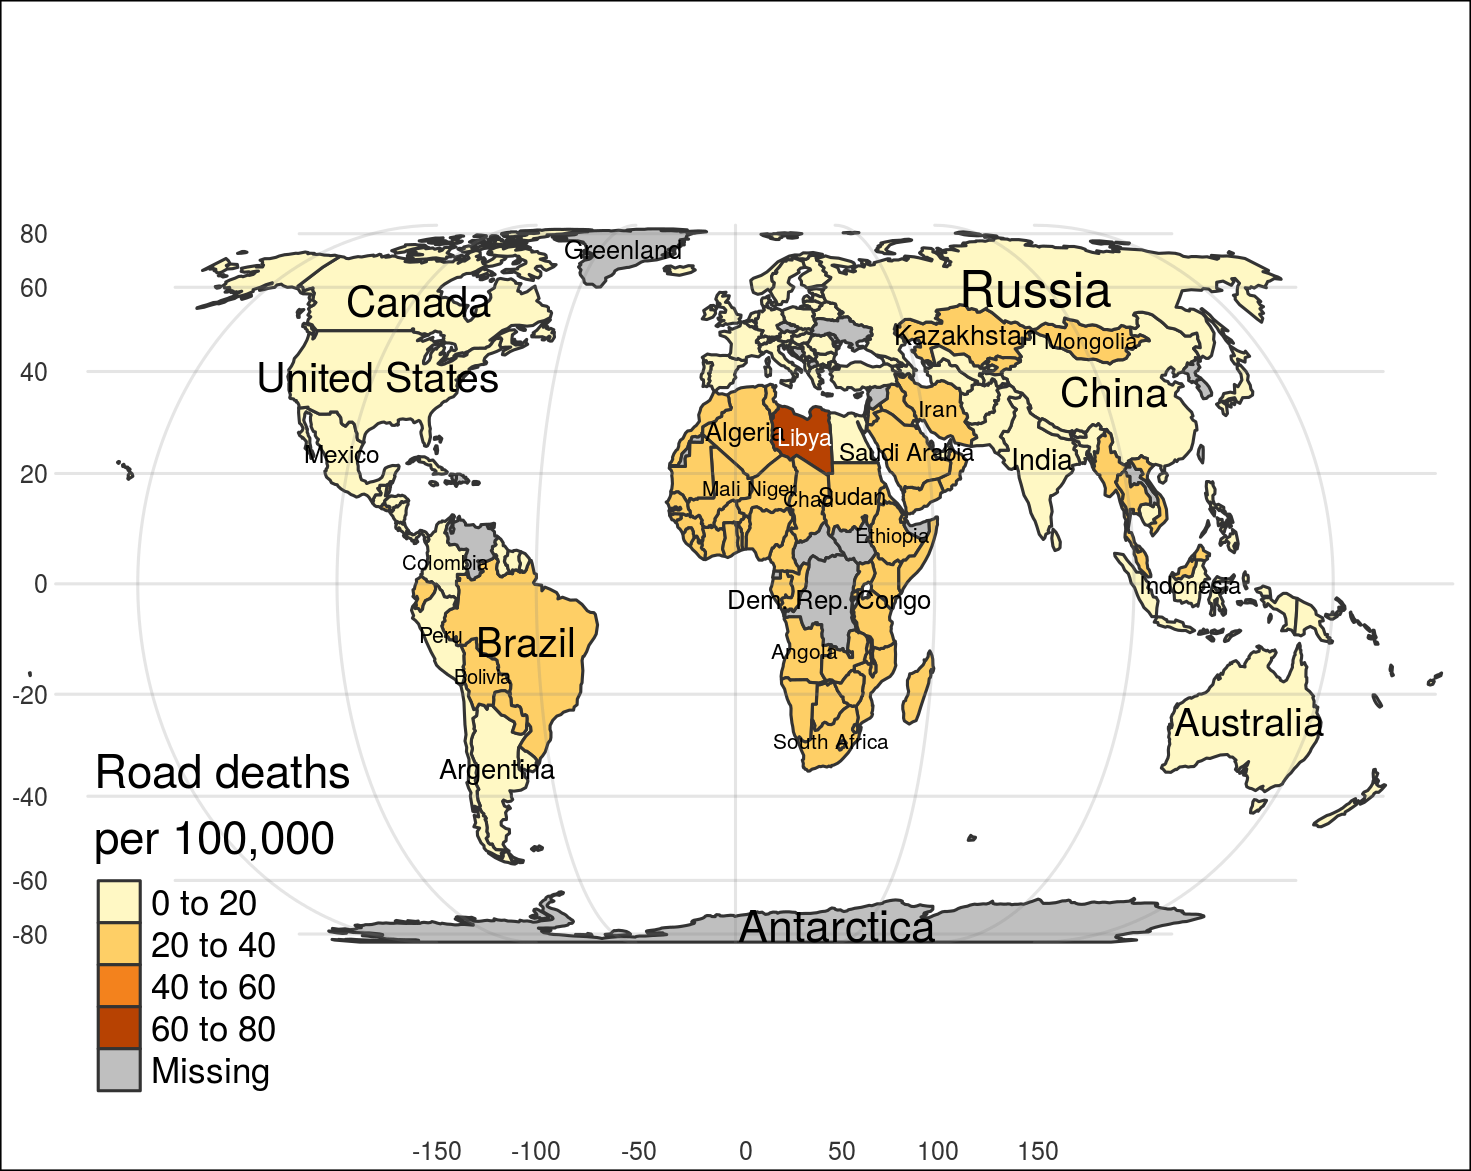 80
Greenland
60
Russia
Canada
Kazakhstan
Mongolia
40
United States
China
Iran
Algeria
Libya
Mexico
Saudi Arabia
India
20
Mali
Niger
Chad
Sudan
Ethiopia
Colombia
0
Indonesia
Dem. Rep. Congo
Peru
Brazil
Angola
Bolivia
-20
Australia
South Africa
Argentina
Road deaths
per 100,000
-40
-60
0 to 20
Antarctica
-80
20 to 40
40 to 60
60 to 80
Missing
-150 -100 -50 0 50 100 150